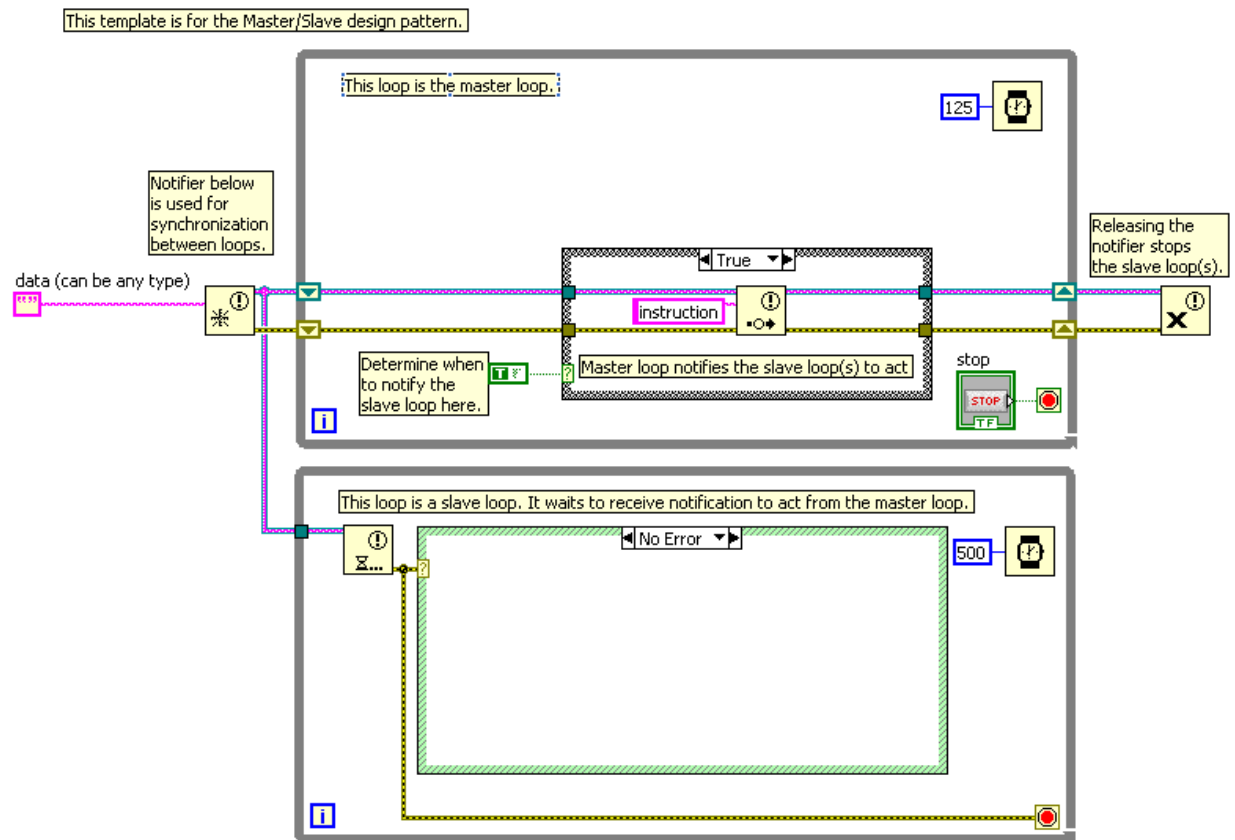 This template is for the Master/Slave design pattern.
This loop is the master loop.
125
Notifier below
is used for
synchronization
between loops.
Releasing the
notifier stops
the slave loop(s).
True
data (can be any type)
""
instruction
Determine when
to notify the
slave loop here.
T F
?
Master loop notifies the slave loop(s) to act
stop
STOP
TF
i
This loop is a slave loop. It waits to receive notification to act from the master loop.
No Error
500
?
i